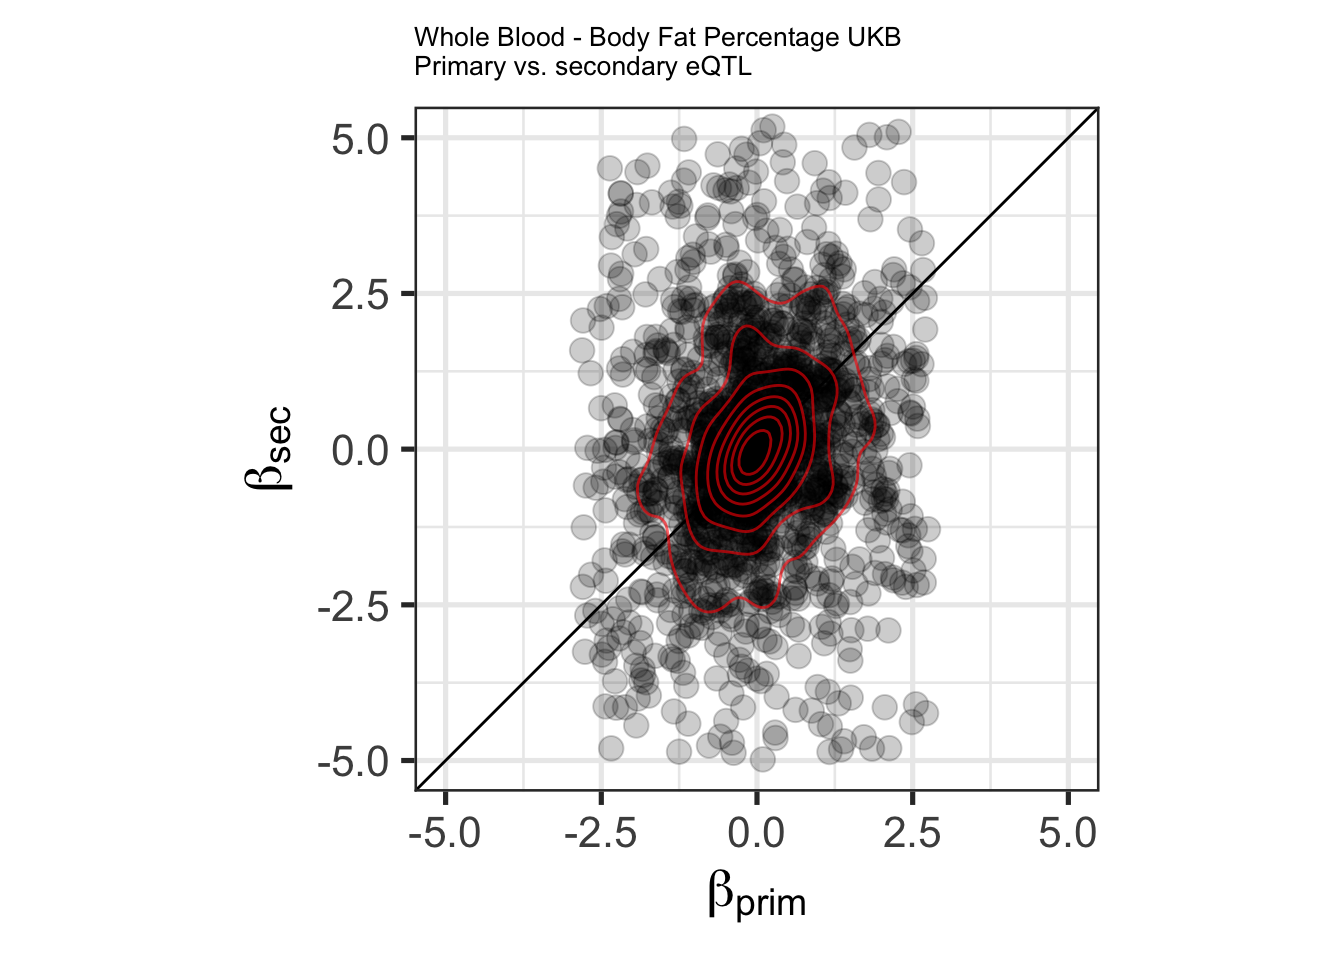 Whole Blood - Body Fat Percentage UKB
Primary vs. secondary eQTL
5.0
2.5
0.0
-2.5
-5.0
βsec
-5.0 -2.5 0.0 2.5 5.0
βprim